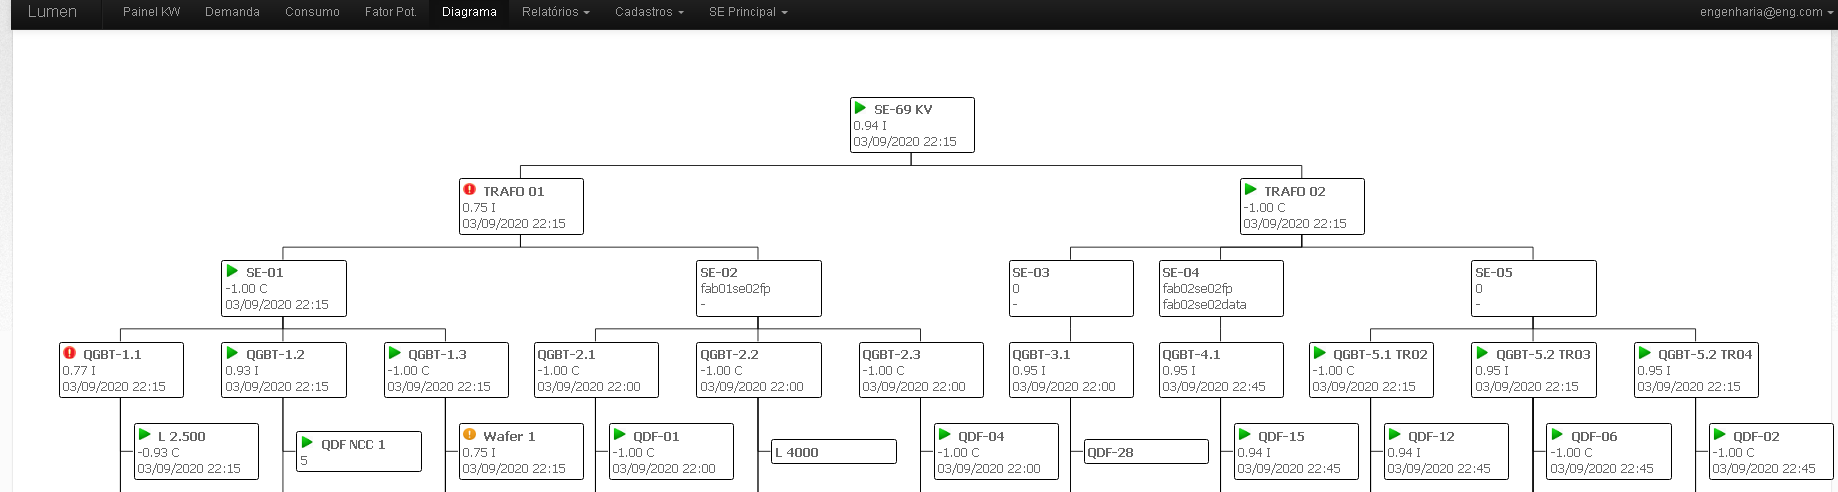 Lumen Painel KW Demanda Consumo Fator Pot. Diagrama Relatórios Cadastros SE Principal engenharia@eng.com
SE-69 KV
0.94 I
03/09/2020 22:15
TRAFO 01
0.75 I
03/09/2020 22:15
TRAFO 02
-1.00 C
03/09/2020 22:15
SE-01
-1.00 C
03/09/2020 22:15
SE-02
fab01se02fp
-
SE-03
0
-
SE-04
fab02se02fp
fab02se02data
SE-05
0
-
QGBT-1.1
0.77 I
03/09/2020 22:15
QGBT-1.2
0.93 I
03/09/2020 22:15
QGBT-1.3
-1.00 C
03/09/2020 22:15
QGBT-2.1
-1.00 C
03/09/2020 22:00
QGBT-2.2
-1.00 C
03/09/2020 22:00
QGBT-2.3
-1.00 C
03/09/2020 22:00
QGBT-3.1
0.95 I
03/09/2020 22:00
QGBT-4.1
0.95 I
03/09/2020 22:45
QGBT-5.1 TR02
-1.00 C
03/09/2020 22:15
QGBT-5.2 TR03
0.95 I
03/09/2020 22:15
QGBT-5.2 TR04
0.95 I
03/09/2020 22:15
L 2.500
-0.93 C
03/09/2020 22:15
QDF NCC 1
5
Wafer 1
0.75 I
03/09/2020 22:15
QDF-01
-1.00 C
03/09/2020 22:00
L 4000
QDF-04
-1.00 C
03/09/2020 22:00
QDF-28
QDF-15
0.94 I
03/09/2020 22:45
QDF-12
0.94 I
03/09/2020 22:45
QDF-06
-1.00 C
03/09/2020 22:45
QDF-02
-1.00 C
03/09/2020 22:45